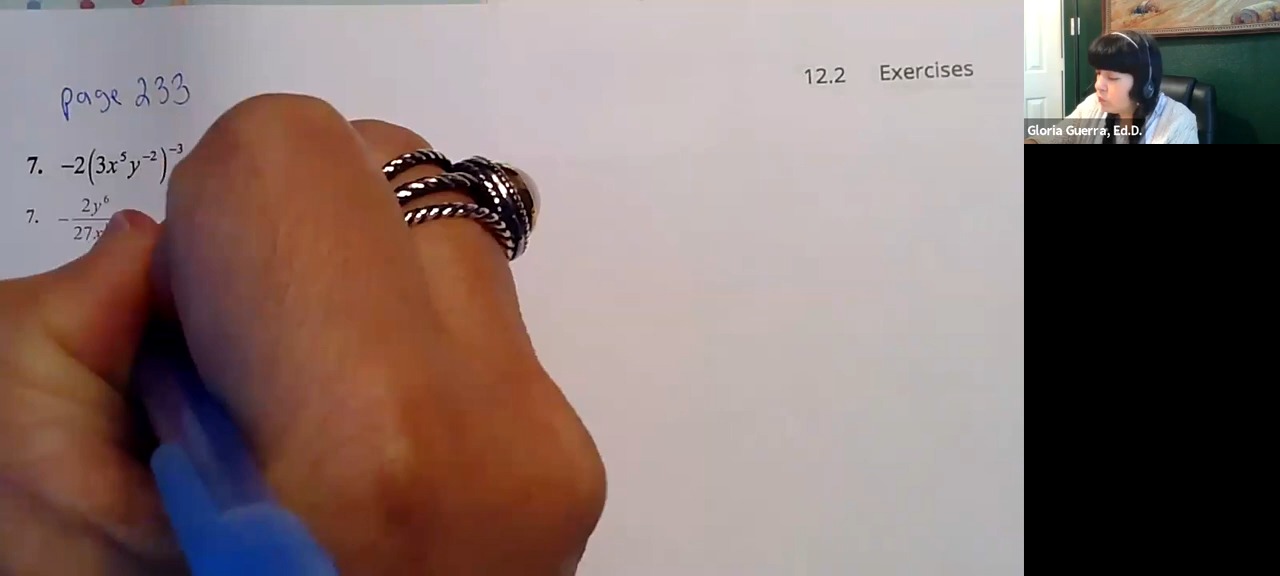 12.2 Exercises
page 233
7. −2(3x⁵y⁻²)⁻³
7. − 2y⁶
27x
Gloria Guerra, Ed.D.